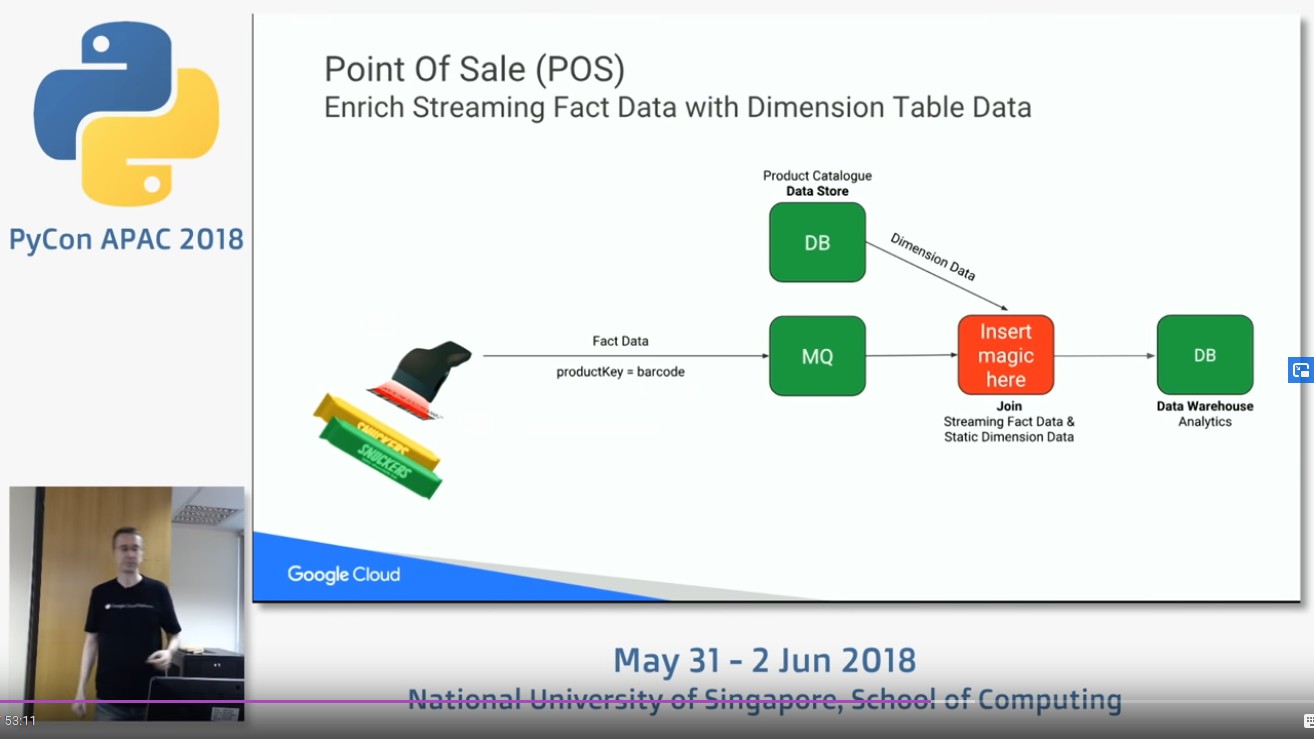 PyCon APAC 2018
Point Of Sale (POS)
Enrich Streaming Fact Data with Dimension Table Data
Product Catalogue
Data Store
DB
Dimension Data
Fact Data
productKey = barcode
MQ
Insert
magic
here
Join
Streaming Fact Data &
Static Dimension Data
DB
Data Warehouse
Analytics
SNUCKERS
Google Cloud
May 31 - 2 Jun 2018
National University of Singapore, School of Computing
53:11